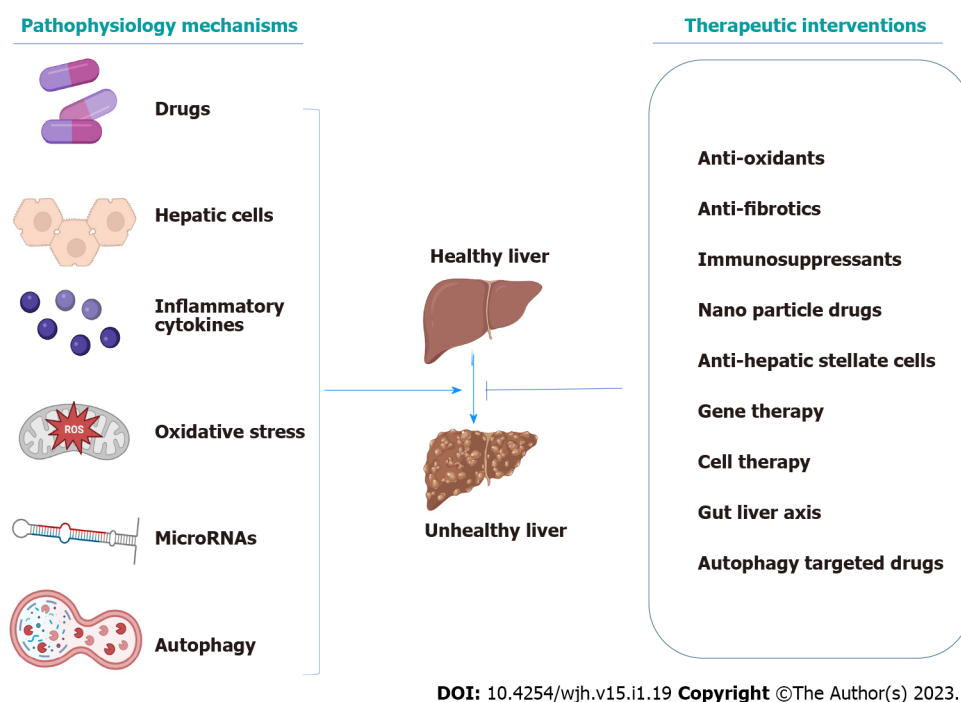 Pathophysiology mechanisms
Drugs
Hepatic cells
Inflammatory
cytokines
ROS
Oxidative stress
MicroRNAs
Autophagy
Healthy liver
Unhealthy liver
Therapeutic interventions
Anti-oxidants
Anti-fibrotics
Immunosuppressants
Nano particle drugs
Anti-hepatic stellate cells
Gene therapy
Cell therapy
Gut liver axis
Autophagy targeted drugs
DOI: 10.4254/wjh.v15.i1.19 Copyright ©The Author(s) 2023.